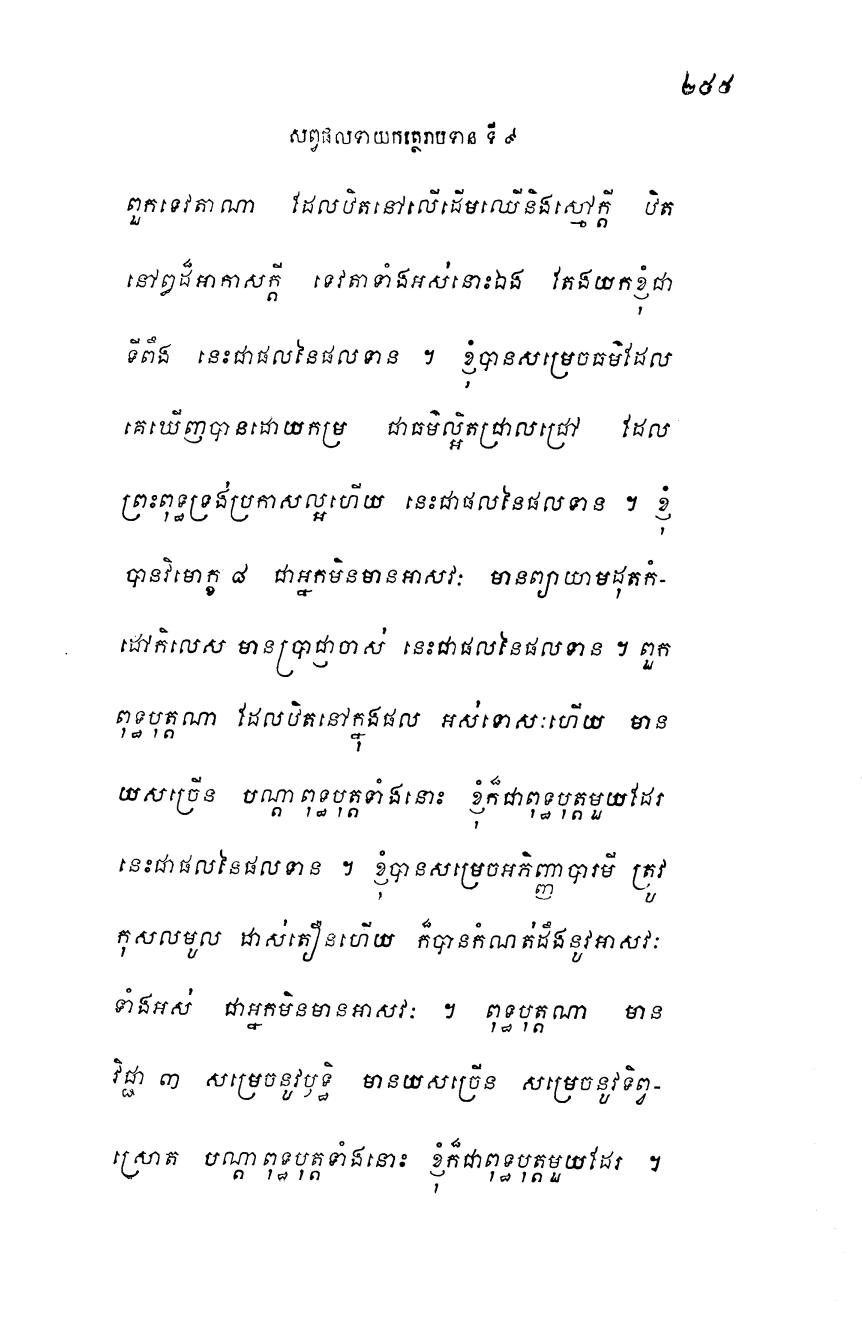 ២៥៥
សព្វផលទាយកត្ថេរាបទាន ទី ៩
ពួកទេវតាណា ដែលឋិតនៅលើដើមឈើនិងស្មៅក្តី ឋិត
នៅឰដ៏អាកាសក្តី ទេវតាទាំងអស់នោះឯង តែងយកខ្ញុំជា
ទីពឹង នេះជាផលនៃផលទាន ។ ខ្ញុំបានសម្រេចធម៌ដែល
គេឃើញបានដោយកម្រ ជាធម៌ល្អិតជ្រាលជ្រៅ ដែល
ព្រះពុទ្ធទ្រង់ប្រកាសល្អហើយ នេះជាផលនៃផលទាន ។ ខ្ញុំ
បានវិមោក្ខ ៨ ជាអ្នកមិនមានអាសវៈ មានព្យាយាមដុតកំ-
ដៅកិលេស មានប្រាជ្ញាចាស់ នេះជាផលនៃផលទាន ។ ពួក
ពុទ្ធបុត្តណា ដែលឋិតនៅក្នុងផល អស់ទោសៈហើយ មាន
យសច្រើន បណ្តាពុទ្ធបុត្តទាំងនោះ ខ្ញុំក៏ជាពុទ្ធបុត្តមួយដែរ
នេះជាផលនៃផលទាន ។ ខ្ញុំបានសម្រេចអភិញ្ញាបារមី ត្រូវ
កុសលមូល ដាស់តឿនហើយ ក៏បានកំណត់ដឹងនូវអាសវៈ
ទាំងអស់ ជាអ្នកមិនមានអាសវៈ ។ ពុទ្ធបុត្តណា មាន
វិជ្ជា ៣ សម្រេចនូវឫទ្ធិ មានយសច្រើន សម្រេចនូវទិព្វ-
ស្រោត បណ្តាពុទ្ធបុត្តទាំងនោះ ខ្ញុំក៏ជាពុទ្ធបុត្តមួយដែរ ។